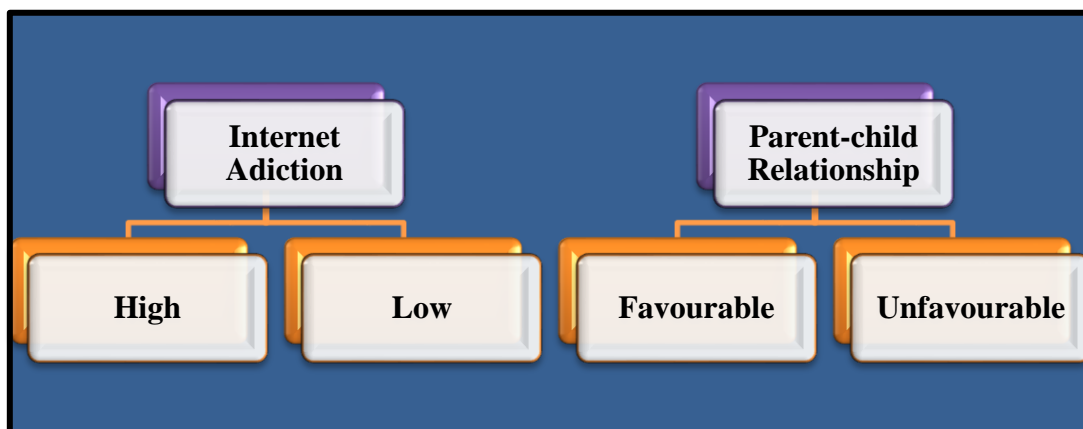 Internet
Adiction
Parent-child
Relationship
High
Low
Favourable
Unfavourable